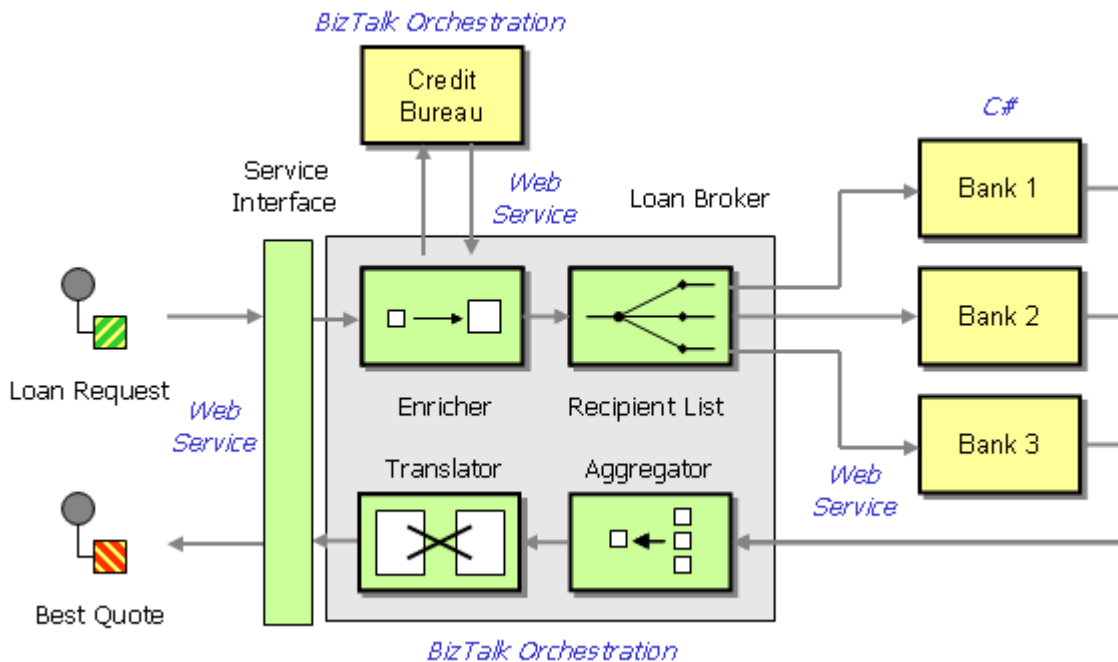 BizTalk Orchestration
Credit
Bureau
C#
Service
Interface
Web
Service
Loan Broker
Bank 1
Bank 2
Loan Request
Web
Service
Enricher
Recipient List
Bank 3
Translator
Aggregator
Web
Service
Best Quote
BizTalk Orchestration